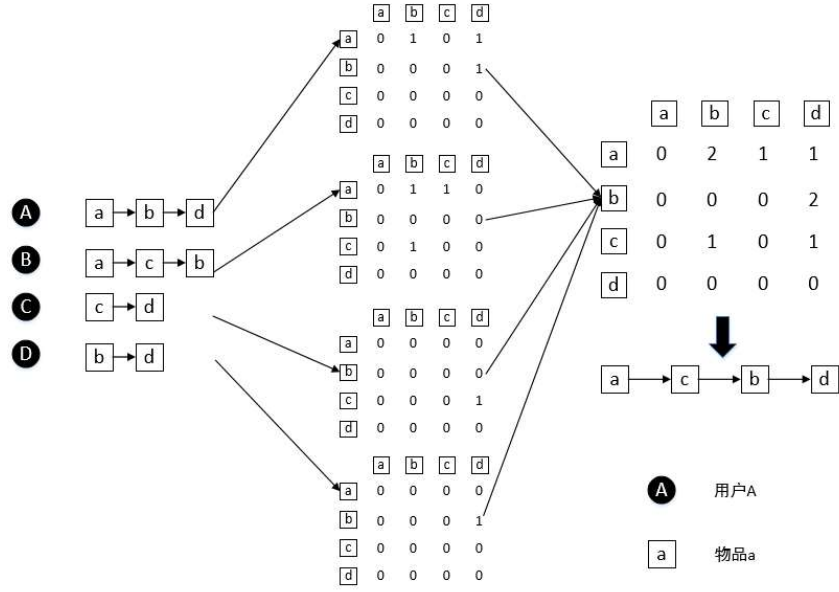 A a b d
B a c b
C c d
D b d
a b c d
a 0 1 0 1
b 0 0 0 1
c 0 0 0 0
d 0 0 0 0
a b c d
a 0 1 1 0
b 0 0 0 0
c 0 1 0 0
d 0 0 0 0
a b c d
a 0 0 0 0
b 0 0 0 0
c 0 0 0 1
d 0 0 0 0
a b c d
a 0 0 0 0
b 0 0 0 1
c 0 0 0 0
d 0 0 0 0
a b c d
a 0 2 1 1
b 0 0 0 2
c 0 1 0 1
d 0 0 0 0
a c b d
A 用户A
a 物品a